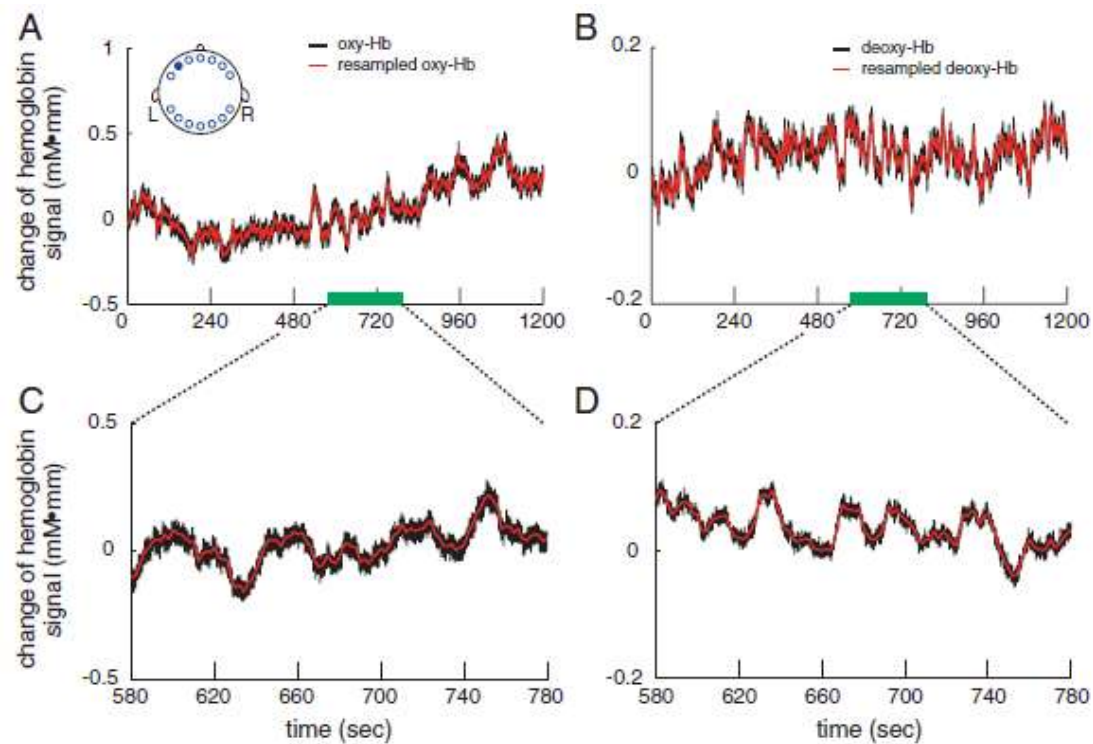 A
B
oxy-Hb
resampled oxy-Hb
deoxy-Hb
resampled deoxy-Hb
L R
change of hemoglobin
signal (mM•mm)
1
0.5
0
-0.5
0.2
0
-0.2
0 240 480 720 960 1200
0 240 480 720 960 1200
C
D
change of hemoglobin
signal (mM•mm)
0.5
0
-0.5
0.2
0
-0.2
580 620 660 700 740 780
580 620 660 700 740 780
time (sec)
time (sec)